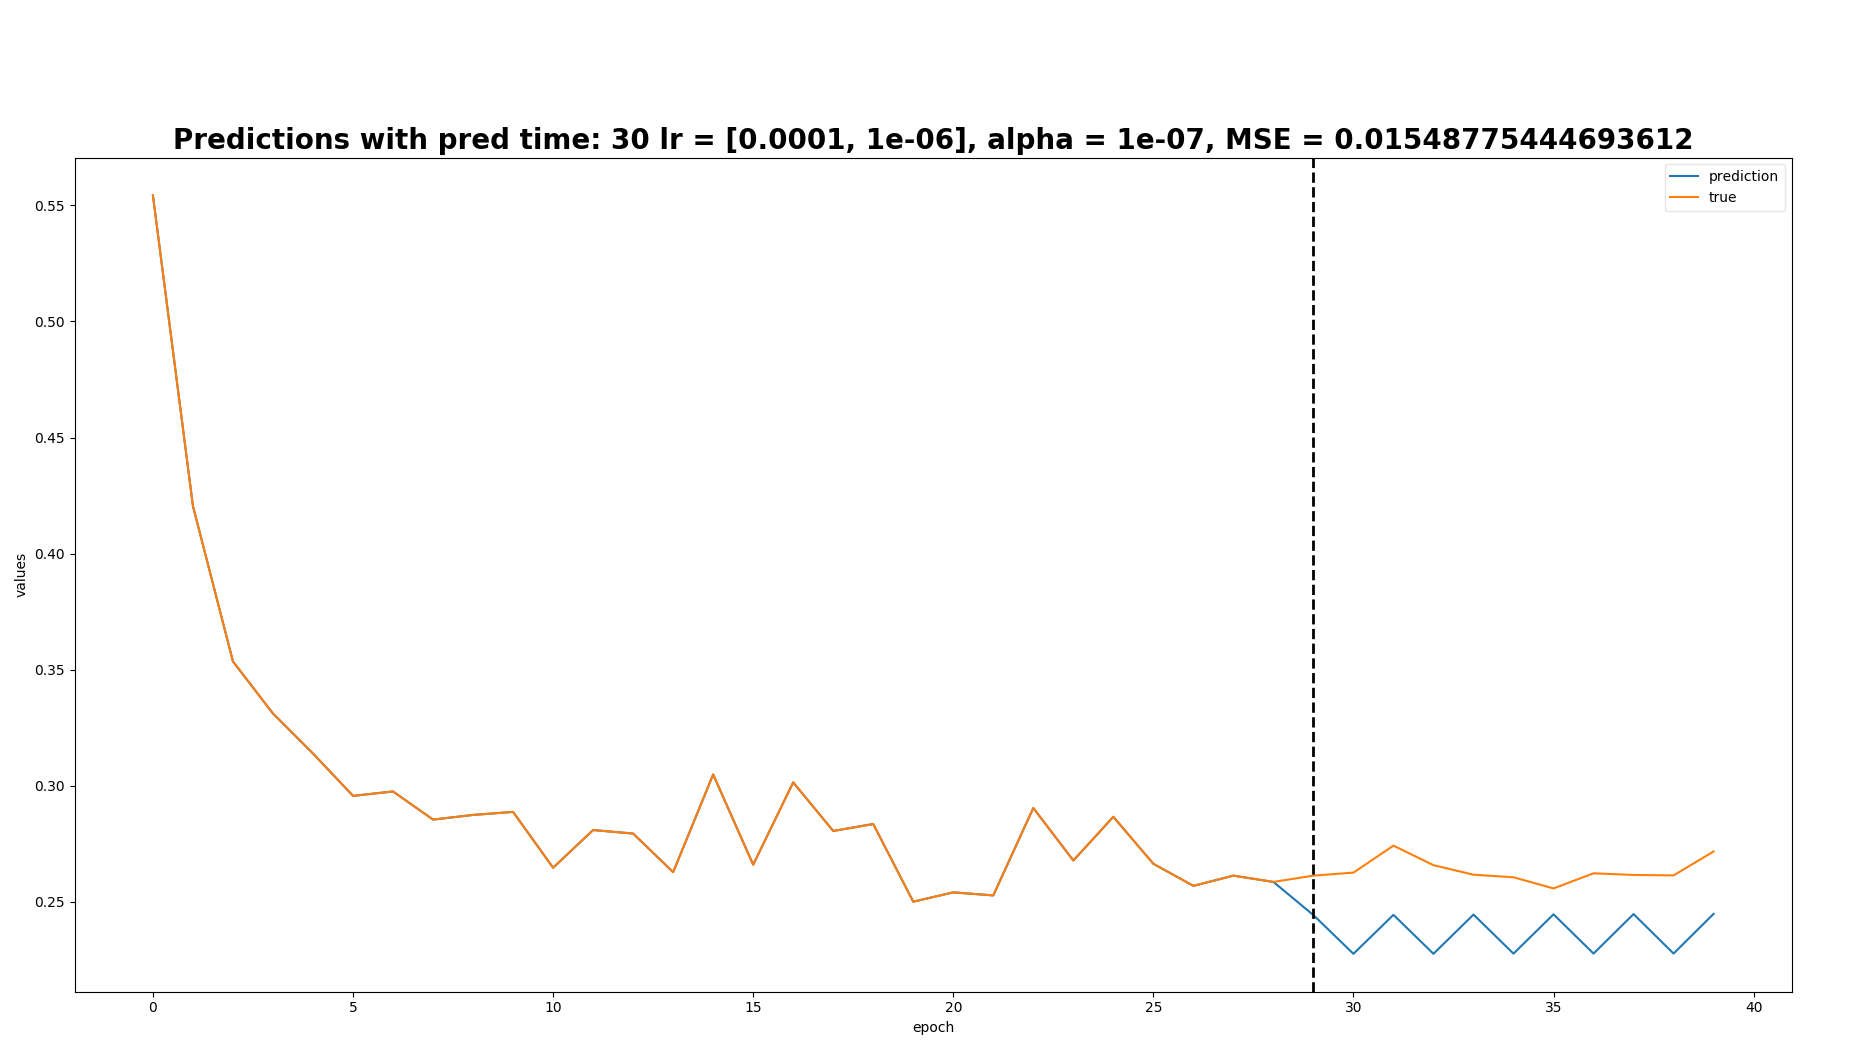 Predictions with pred time: 30 lr = [0.0001, 1e-06], alpha = 1e-07, MSE = 0.01548775444693612
prediction
true
0.55
0.50
0.45
0.40
0.35
0.30
0.25
values
0 5 10 15 20 25 30 35 40
epoch